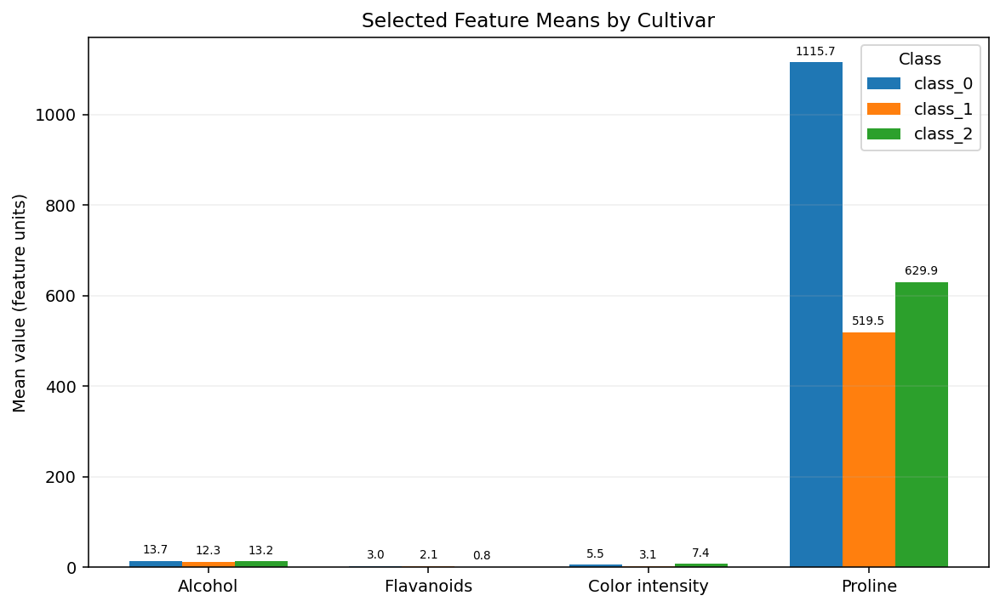 Selected Feature Means by Cultivar
Mean value (feature units)
1000
800
600
400
200
0
13.7 12.3 13.2
3.0 2.1 0.8
5.5 3.1 7.4
1115.7 519.5 629.9
Alcohol Flavanoids Color intensity Proline
Class
class_0
class_1
class_2